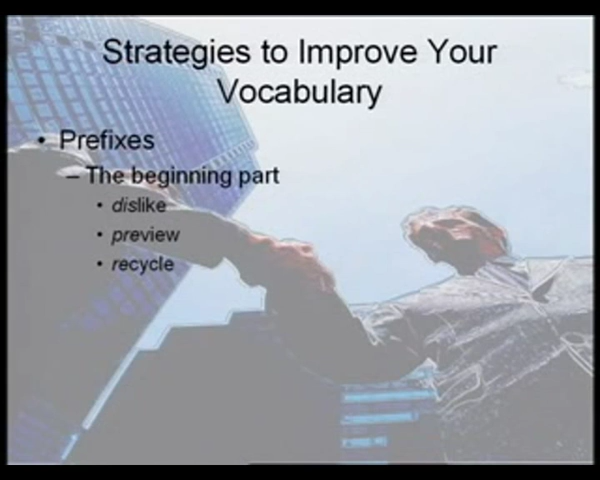 Strategies to Improve Your
Vocabulary
• Prefixes
– The beginning part
• dislike
• preview
• recycle